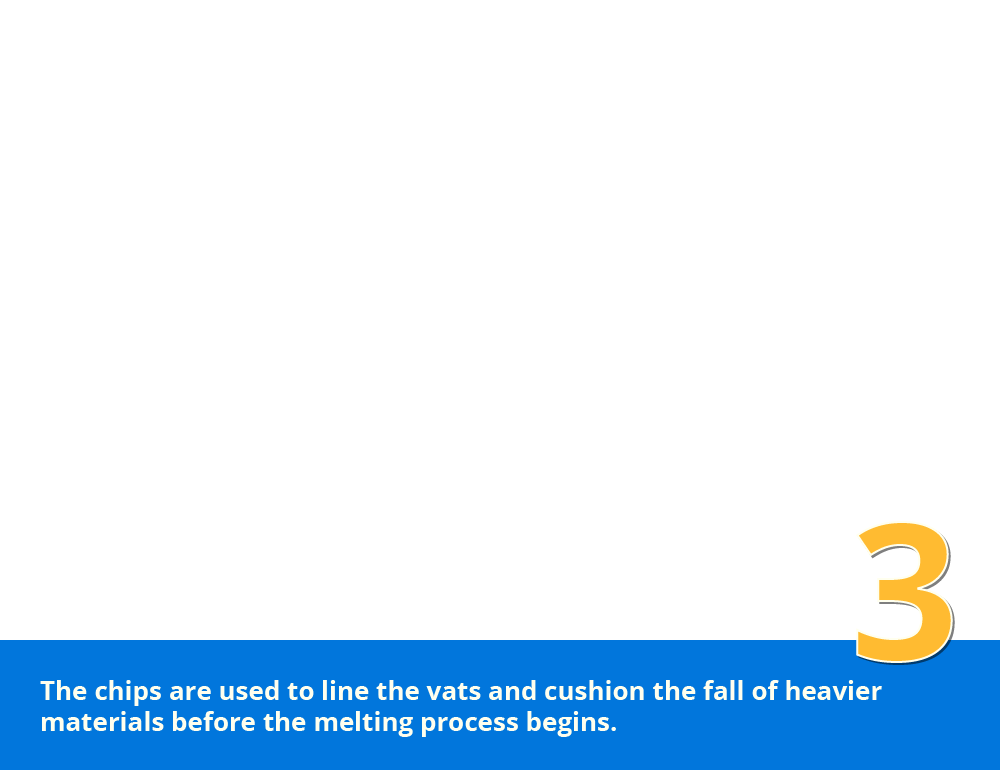 3
The chips are used to line the vats and cushion the fall of heavier
materials before the melting process begins.